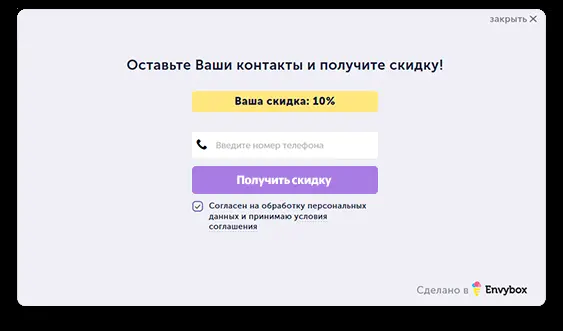 закрыть
Оставьте Ваши контакты и получите скидку!
Ваша скидка: 10%
Введите номер телефона
Получить скидку
Согласен на обработку персональных
данных и принимаю условия
соглашения
Сделано в Envybox